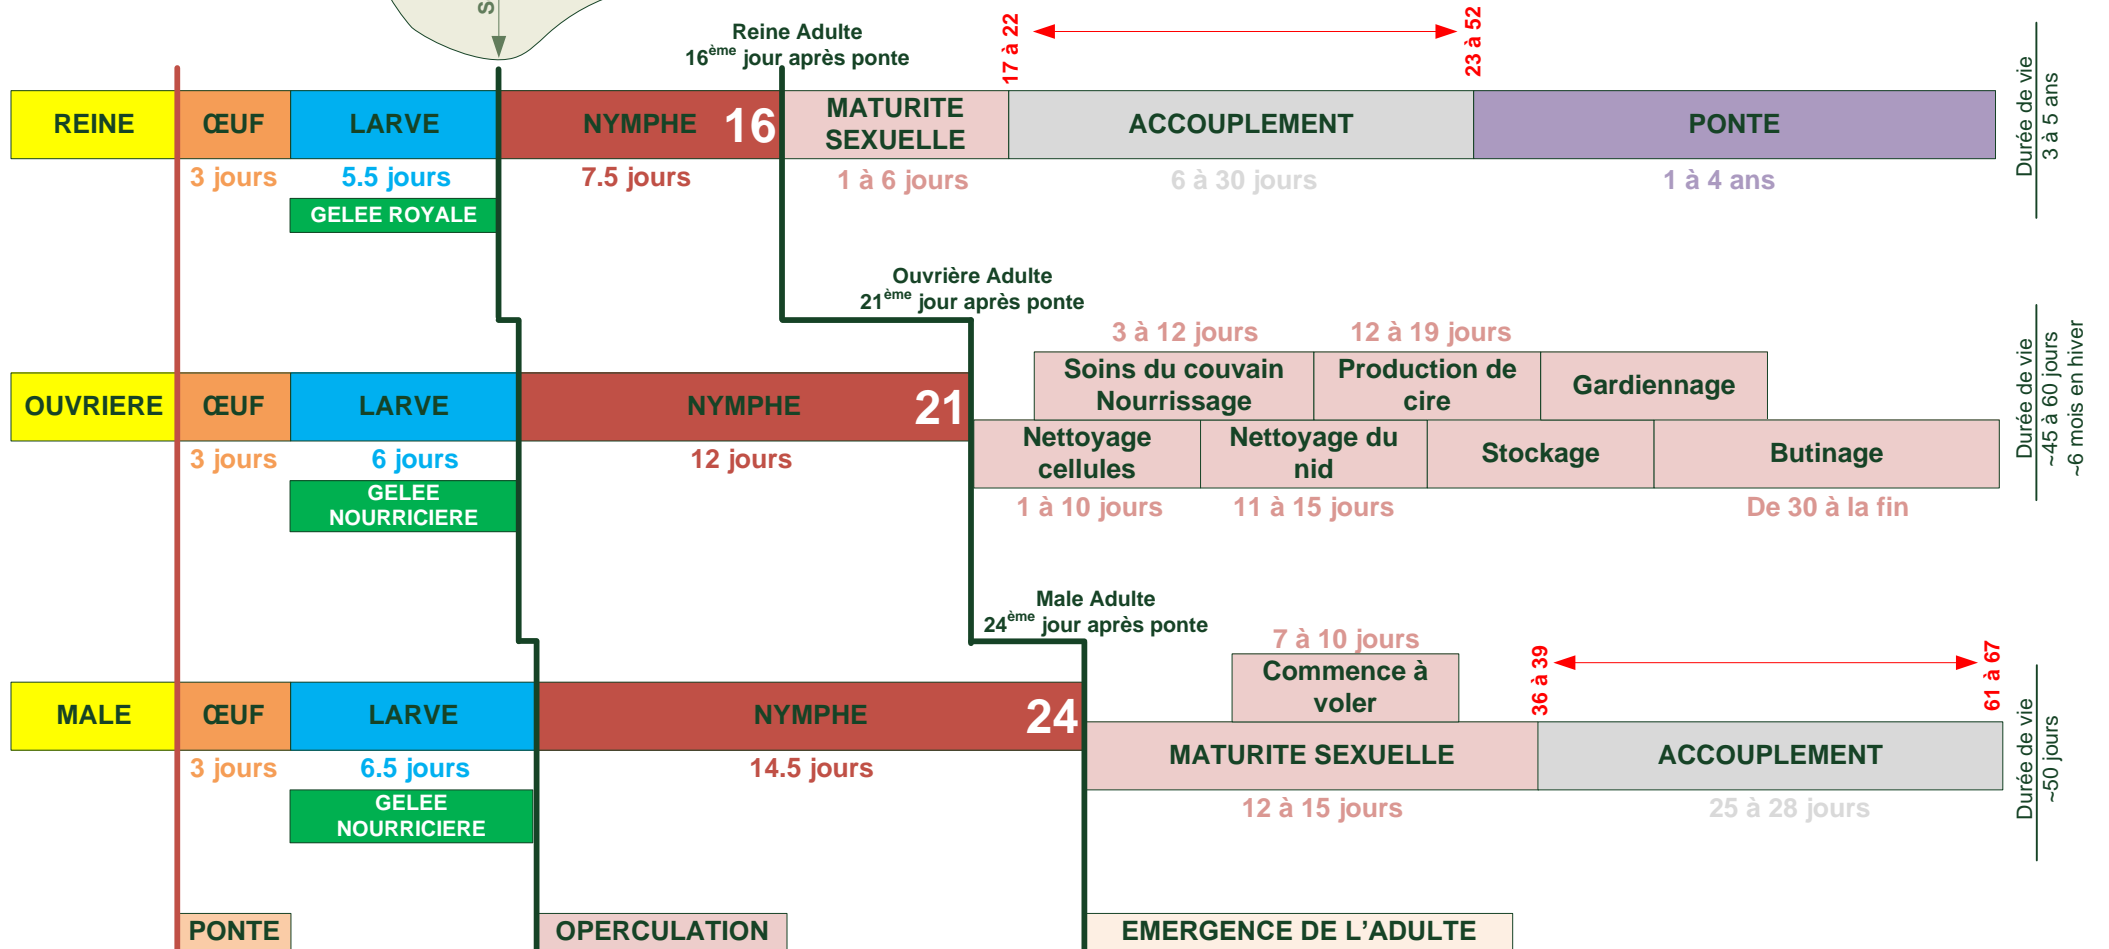 S
Reine Adulte
16ème jour après ponte
17 à 22
23 à 52
REINE
ŒUF
LARVE
NYMPHE
16
MATURITE
SEXUELLE
ACCOUPLEMENT
PONTE
3 jours
5.5 jours
7.5 jours
1 à 6 jours
6 à 30 jours
1 à 4 ans
GELEE ROYALE
Durée de vie
3 à 5 ans
Ouvrière Adulte
21ème jour après ponte
3 à 12 jours
12 à 19 jours
Soins du couvain
Nourrissage
Production de
cire
Gardiennage
OUVRIERE
ŒUF
LARVE
NYMPHE
21
Nettoyage
cellules
Nettoyage du
nid
Stockage
Butinage
3 jours
6 jours
12 jours
1 à 10 jours
11 à 15 jours
De 30 à la fin
GELEE
NOURRICIERE
Durée de vie
~45 à 60 jours
~6 mois en hiver
Male Adulte
24ème jour après ponte
7 à 10 jours
Commence à
voler
36 à 39
61 à 67
MALE
ŒUF
LARVE
NYMPHE
24
MATURITE SEXUELLE
ACCOUPLEMENT
3 jours
6.5 jours
14.5 jours
12 à 15 jours
25 à 28 jours
GELEE
NOURRICIERE
Durée de vie
~50 jours
PONTE
OPERCULATION
EMERGENCE DE L'ADULTE